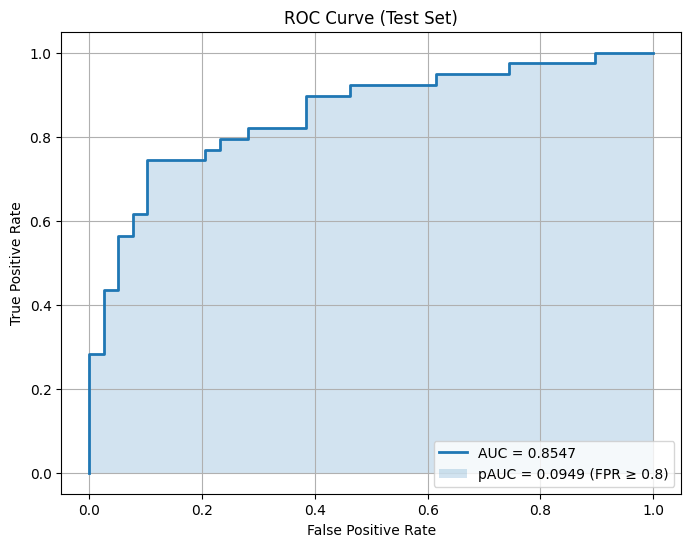 ROC Curve (Test Set)
1.0
0.8
0.6
0.4
0.2
0.0
True Positive Rate
AUC = 0.8547
pAUC = 0.0949 (FPR ≥ 0.8)
0.0 0.2 0.4 0.6 0.8 1.0
False Positive Rate